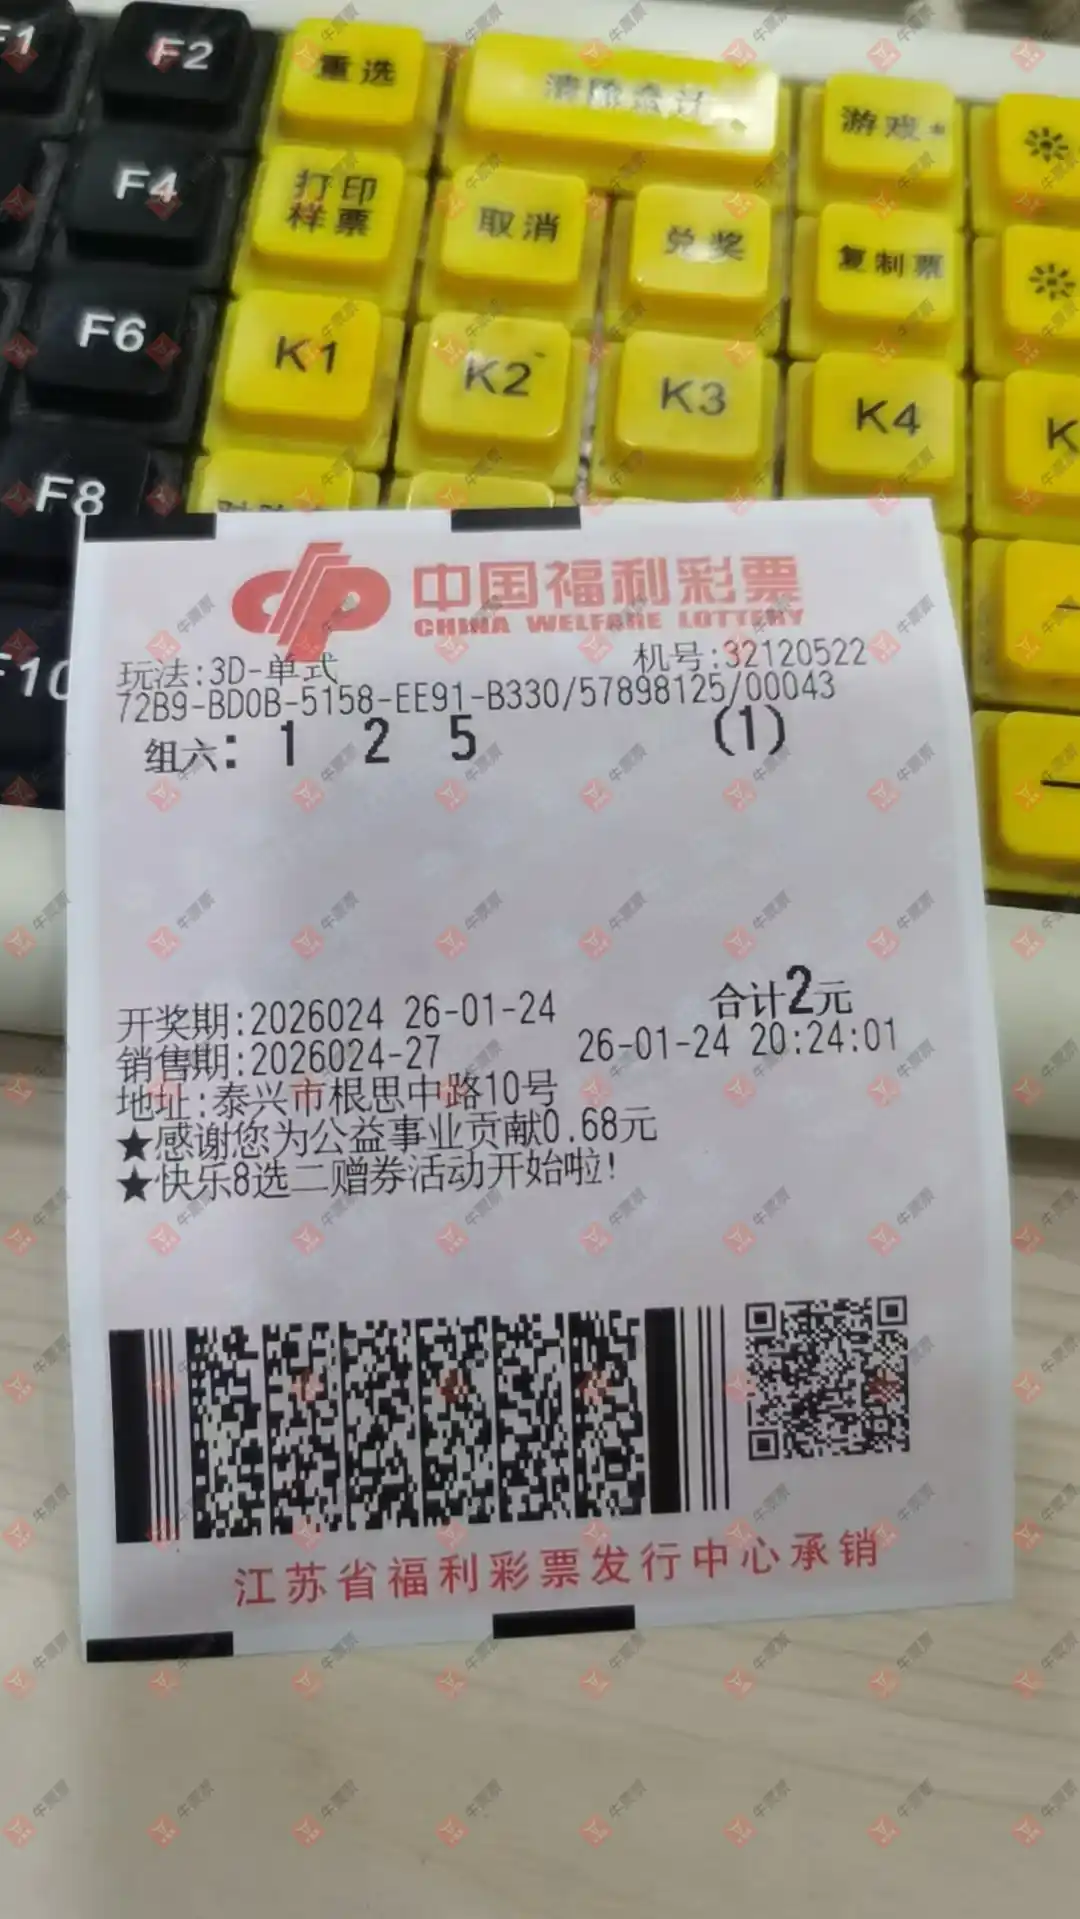 F1
F2
重选
清除合计
游戏
F4
打印
样票
取消
兑奖
复制票
F6
K1
K2
K3
K4
K
F8
F10
中国福利彩票
CHINA WELFARE LOTTERY
玩法:3D-单式 机号:32120522
72B9-BD0B-5158-EE91-B330/57898125/00043
组六: 1 2 5 (1)
开奖期:2026024 26-01-24 合计2元
销售期:2026024-27 26-01-24 20:24:01
地址:泰兴市根思中路10号
★感谢您为公益事业贡献0.68元
★快乐8选二赠券活动开始啦!
江苏省福利彩票发行中心承销
牛票票